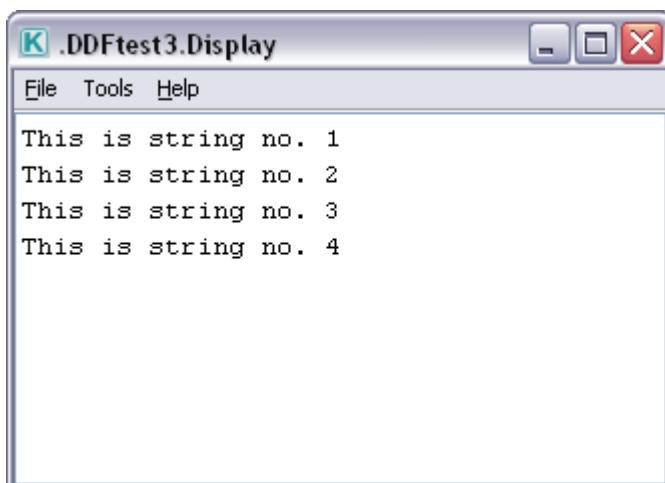 K .DDFtest3.Display
File Tools Help
This is string no. 1
This is string no. 2
This is string no. 3
This is string no. 4